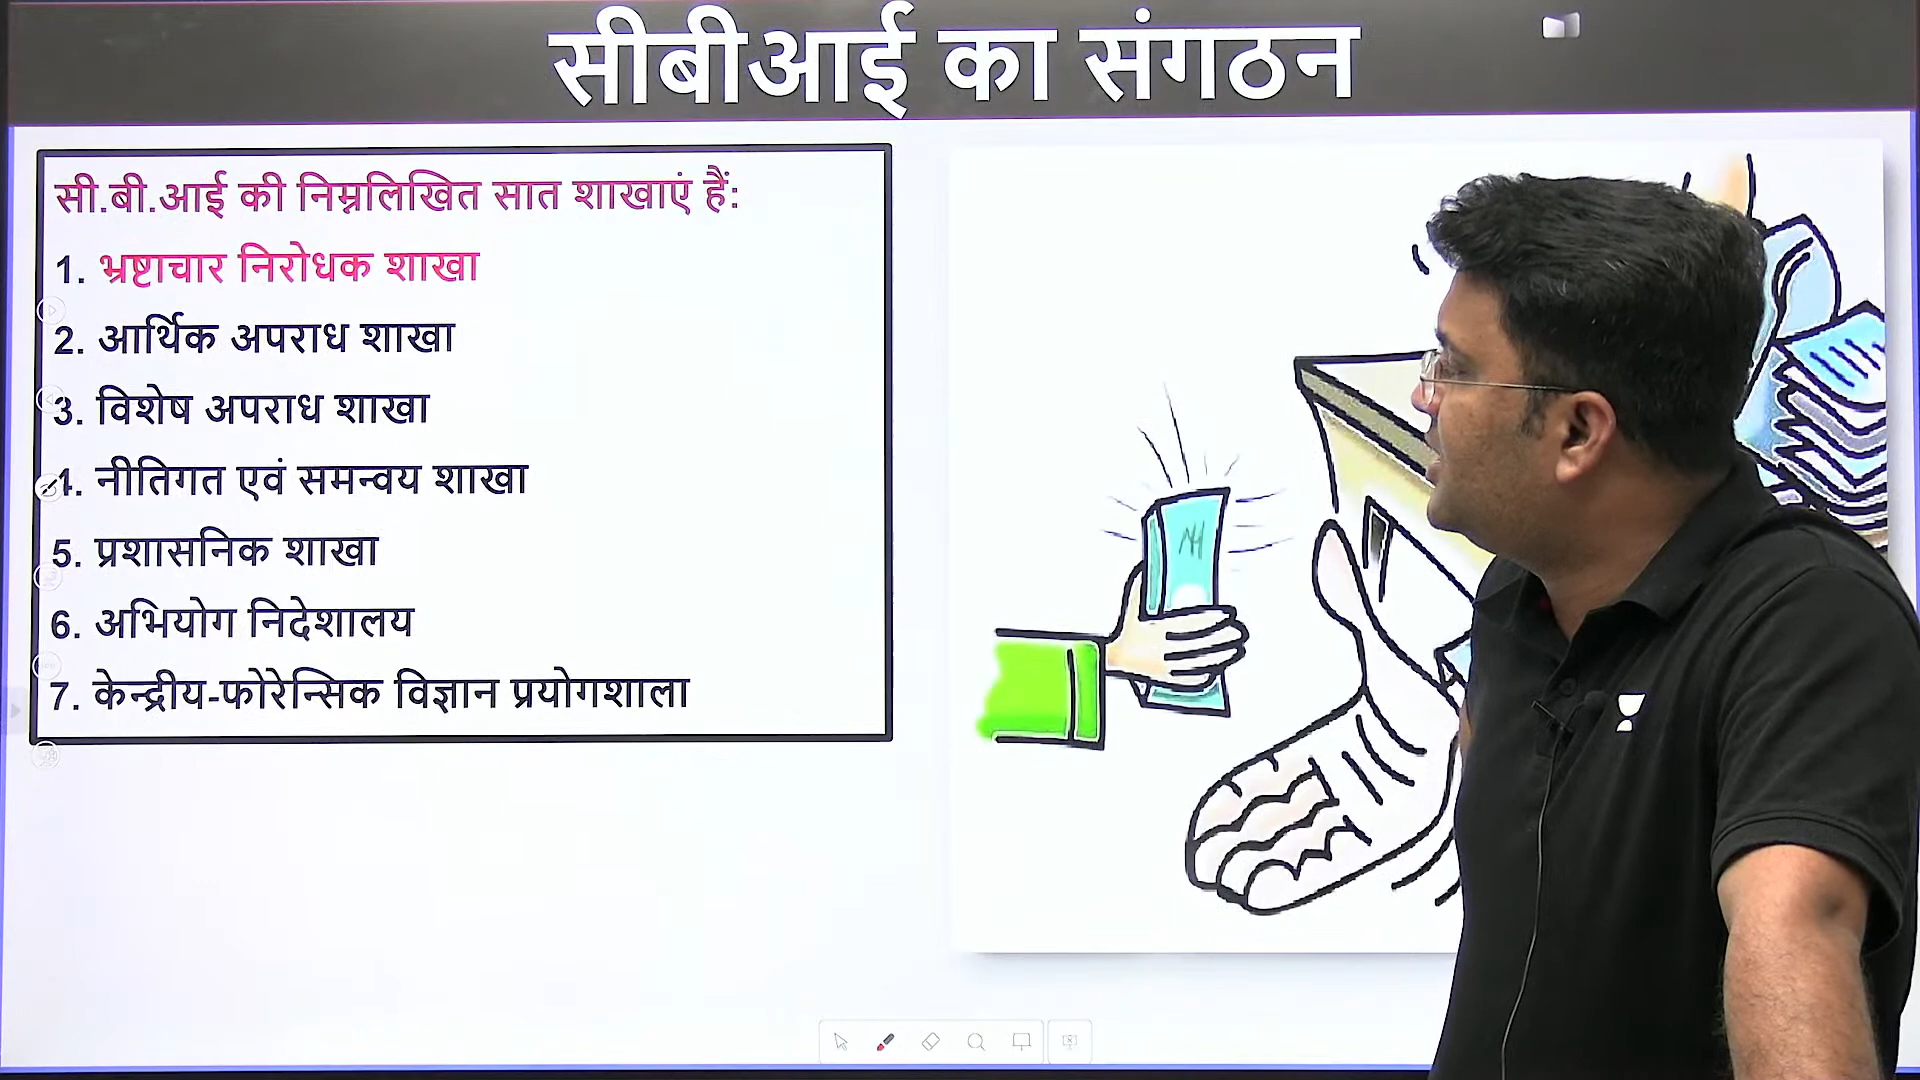 सीबीआई का संगठन
सी.बी.आई की निम्नलिखित सात शाखाएं हैं:
1. भ्रष्टाचार निरोधक शाखा
2. आर्थिक अपराध शाखा
3. विशेष अपराध शाखा
4. नीतिगत एवं समन्वय शाखा
5. प्रशासनिक शाखा
6. अभियोग निदेशालय
7. केन्द्रीय-फोरेन्सिक विज्ञान प्रयोगशाला